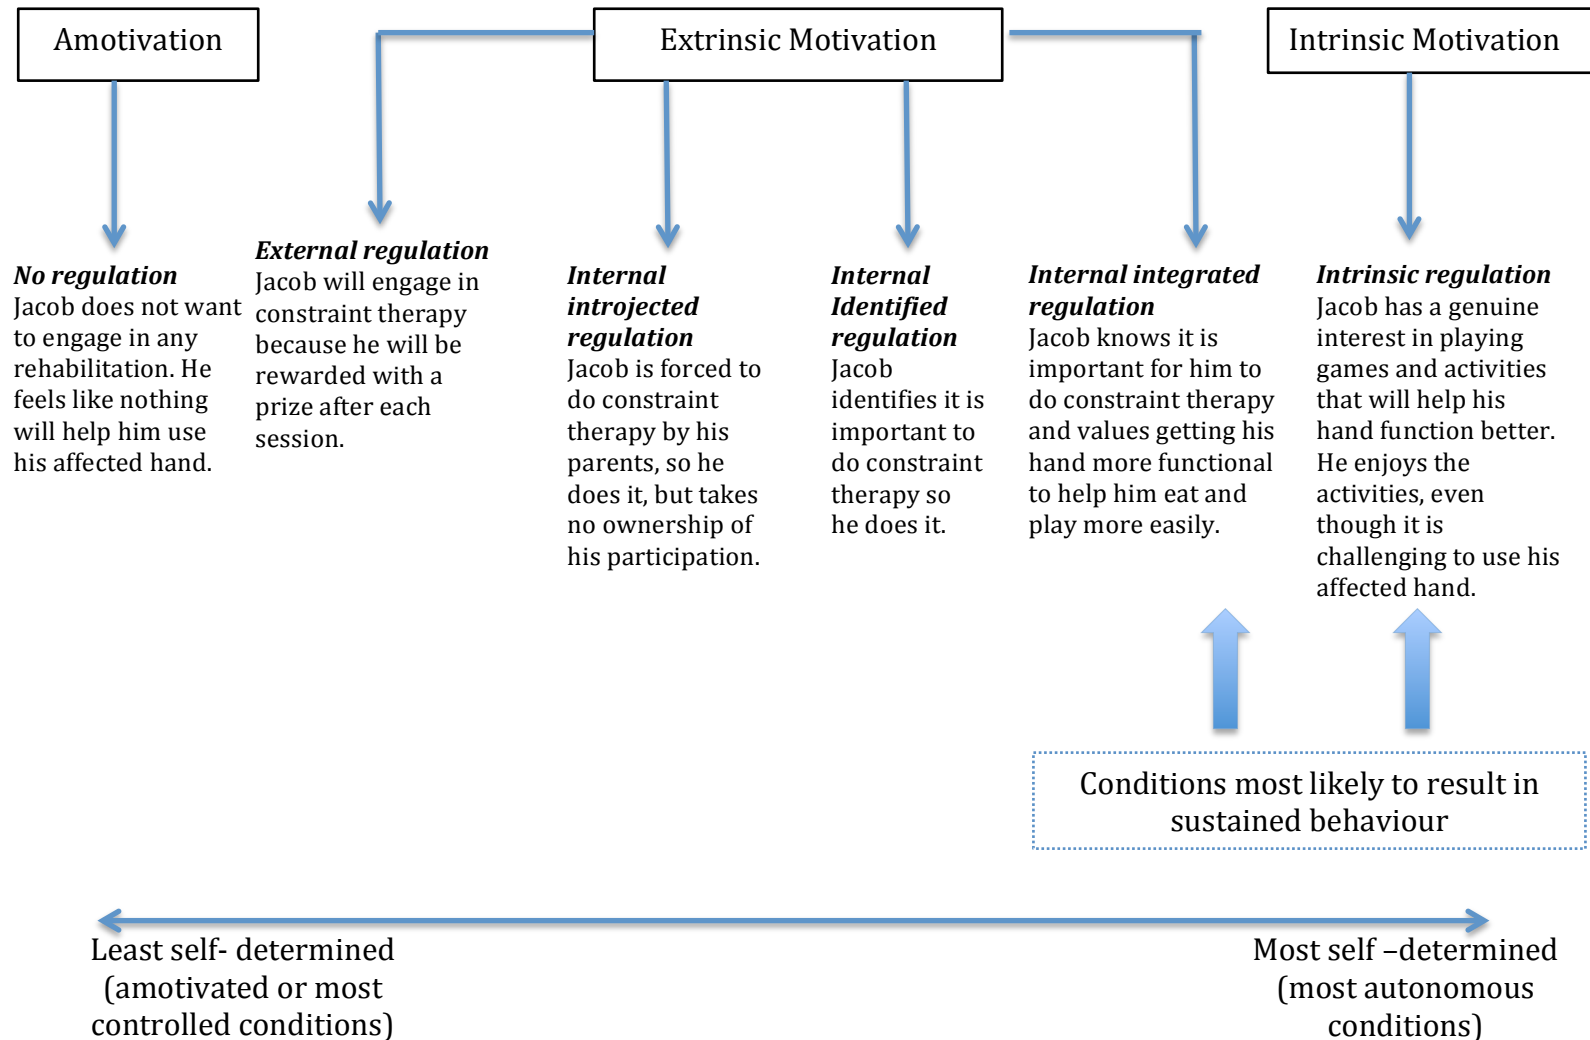 Amotivation
Extrinsic Motivation
Intrinsic Motivation
No regulation
Jacob does not want
to engage in any
rehabilitation. He
feels like nothing
will help him use
his affected hand.
External regulation
Jacob will engage in
constraint therapy
because he will be
rewarded with a
prize after each
session.
Internal
introjected
regulation
Jacob is forced to
do constraint
therapy by his
parents, so he
does it, but takes
no ownership of
his participation.
Internal
Identified
regulation
Jacob
identifies it is
important to
do constraint
therapy so
he does it.
Internal integrated
regulation
Jacob knows it is
important for him to
do constraint therapy
and values getting his
hand more functional
to help him eat and
play more easily.
Intrinsic regulation
Jacob has a genuine
interest in playing
games and activities
that will help his
hand function better.
He enjoys the
activities, even
though it is
challenging to use his
affected hand.
Conditions most likely to result in
sustained behaviour
Least self- determined
(amotivated or most
controlled conditions)
Most self –determined
(most autonomous
conditions)